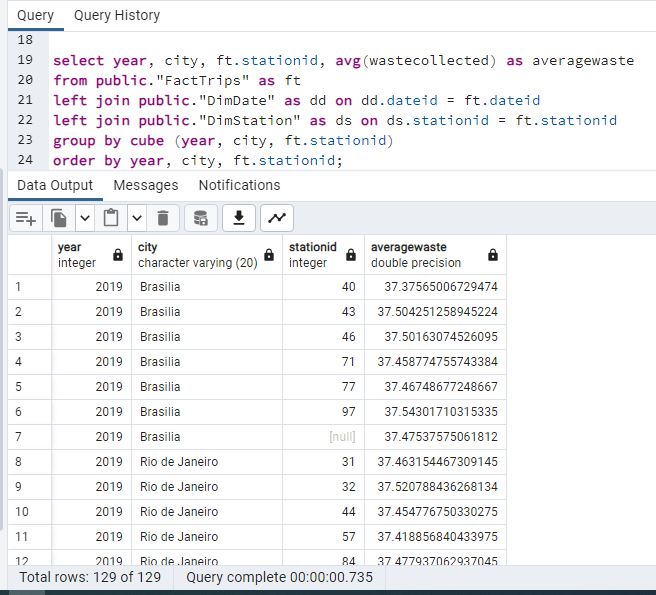 Query Query History
18
19 select year, city, ft.stationid, avg(wastecollected) as averagewaste
20 from public."FactTrips" as ft
21 left join public."DimDate" as dd on dd.dateid = ft.dateid
22 left join public."DimStation" as ds on ds.stationid = ft.stationid
23 group by cube (year, city, ft.stationid)
24 order by year, city, ft.stationid;
Data Output Messages Notifications
year city stationid averagewaste
integer character varying (20) integer double precision
1 2019 Brasilia 40 37.37565006729474
2 2019 Brasilia 43 37.504251258945224
3 2019 Brasilia 46 37.50163074526095
4 2019 Brasilia 71 37.458774755743384
5 2019 Brasilia 77 37.46748677248667
6 2019 Brasilia 97 37.54301710315335
7 2019 Brasilia [null] 37.47537575061812
8 2019 Rio de Janeiro 31 37.463154467309145
9 2019 Rio de Janeiro 32 37.520788436268134
10 2019 Rio de Janeiro 44 37.454776750330275
11 2019 Rio de Janeiro 57 37.418856840433975
12 2019 Rio de Janeiro 84 37.477937062937045
Total rows: 129 of 129 Query complete 00:00:00.735